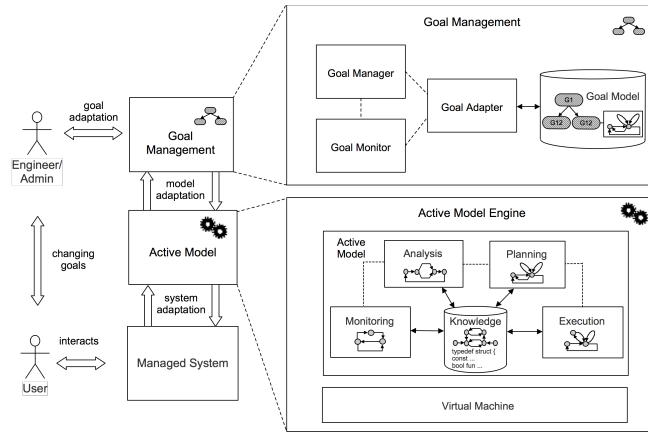 Goal Management
goal
adaptation
Goal
Management
Engineer/
Admin
model
adaptation
changing
goals
Active Model
system
adaptation
interacts
User
Managed System
Goal Manager
Goal Adapter
Goal Monitor
Goal Model
G1
G12
G12
Active Model Engine
Active
Model
Analysis
Planning
Monitoring
Knowledge
typedef struct {
const ...
bool fun ...
Execution
Virtual Machine